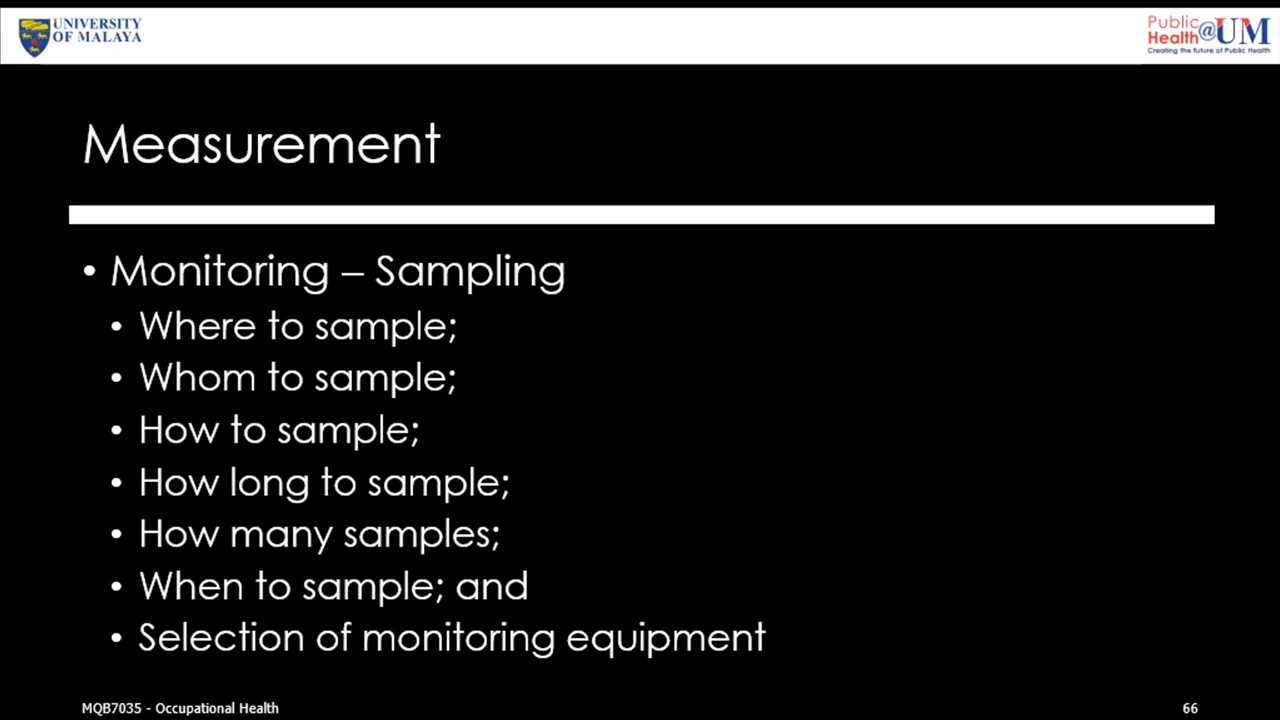 UNIVERSITY
OF MALAYA
Public
Health@UM
Creating the future of Public Health
Measurement
• Monitoring – Sampling
• Where to sample;
• Whom to sample;
• How to sample;
• How long to sample;
• How many samples;
• When to sample; and
• Selection of monitoring equipment
MQB7035 - Occupational Health
66